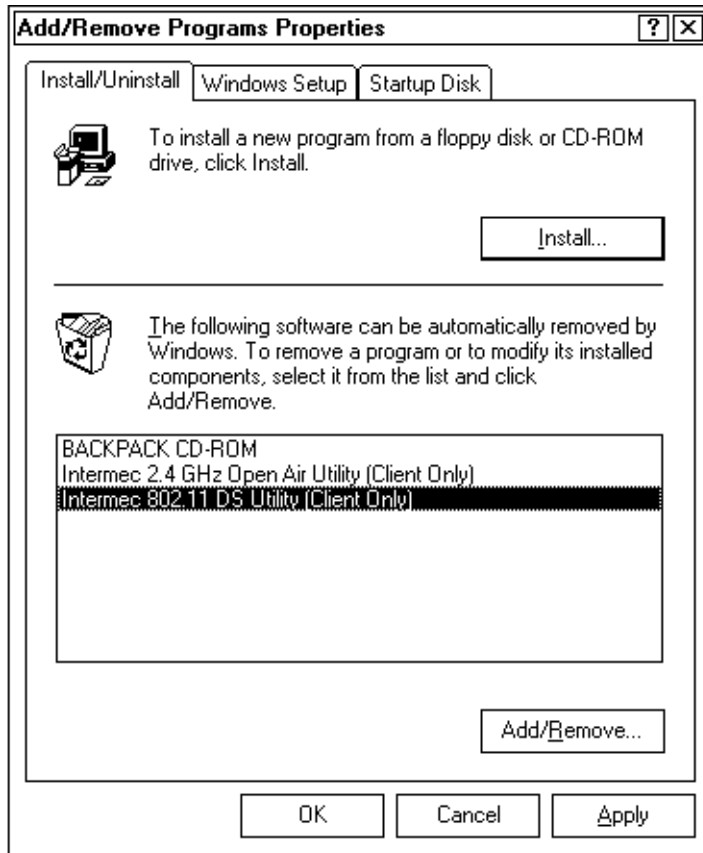 Add/Remove Programs Properties
?
X
Install/Uninstall
Windows Setup
Startup Disk
To install a new program from a floppy disk or CD-ROM
drive, click Install.
Install...
The following software can be automatically removed by
Windows. To remove a program or to modify its installed
components, select it from the list and click
Add/Remove.
BACKPACK CD-ROM
Intermec 2.4 GHz Open Air Utility (Client Only)
Intermec 802.11 DS Utility (Client Only)
Add/Remove...
OK
Cancel
Apply